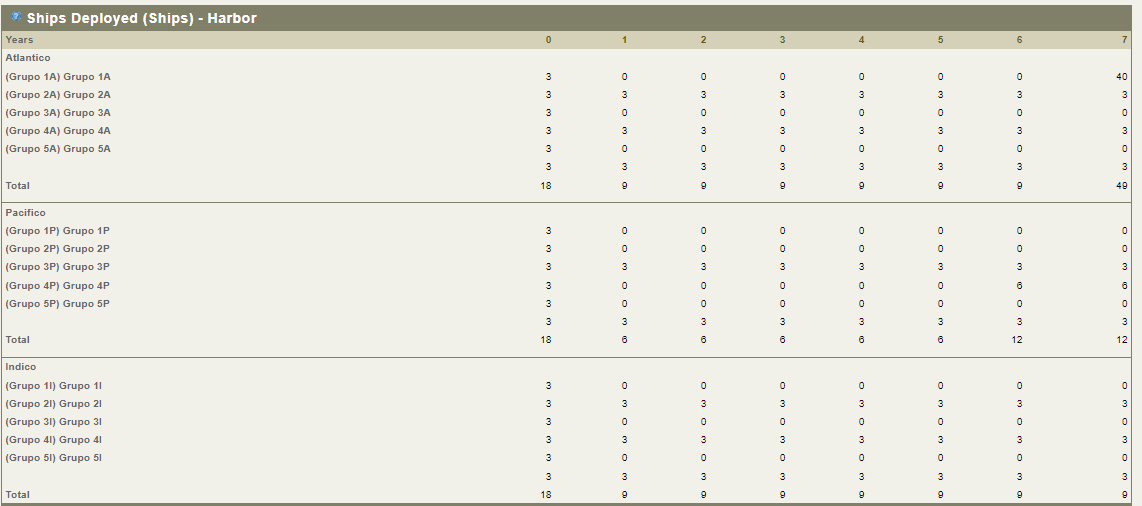 Ships Deployed (Ships) - Harbor
Years 0 1 2 3 4 5 6 7
Atlantico
(Grupo 1A) Grupo 1A 3 0 0 0 0 0 0 40
(Grupo 2A) Grupo 2A 3 3 3 3 3 3 3 3
(Grupo 3A) Grupo 3A 3 0 0 0 0 0 0 0
(Grupo 4A) Grupo 4A 3 3 3 3 3 3 3 3
(Grupo 5A) Grupo 5A 3 0 0 0 0 0 0 0
3 3 3 3 3 3 3 3
Total 18 9 9 9 9 9 9 49
Pacifico
(Grupo 1P) Grupo 1P 3 0 0 0 0 0 0 0
(Grupo 2P) Grupo 2P 3 0 0 0 0 0 0 0
(Grupo 3P) Grupo 3P 3 3 3 3 3 3 3 3
(Grupo 4P) Grupo 4P 3 0 0 0 0 0 6 6
(Grupo 5P) Grupo 5P 3 0 0 0 0 0 0 0
3 3 3 3 3 3 3 3
Total 18 6 6 6 6 6 12 12
Indico
(Grupo 1I) Grupo 1I 3 0 0 0 0 0 0 0
(Grupo 2I) Grupo 2I 3 3 3 3 3 3 3 3
(Grupo 3I) Grupo 3I 3 0 0 0 0 0 0 0
(Grupo 4I) Grupo 4I 3 3 3 3 3 3 3 3
(Grupo 5I) Grupo 5I 3 0 0 0 0 0 0 0
3 3 3 3 3 3 3 3
Total 18 9 9 9 9 9 9 9